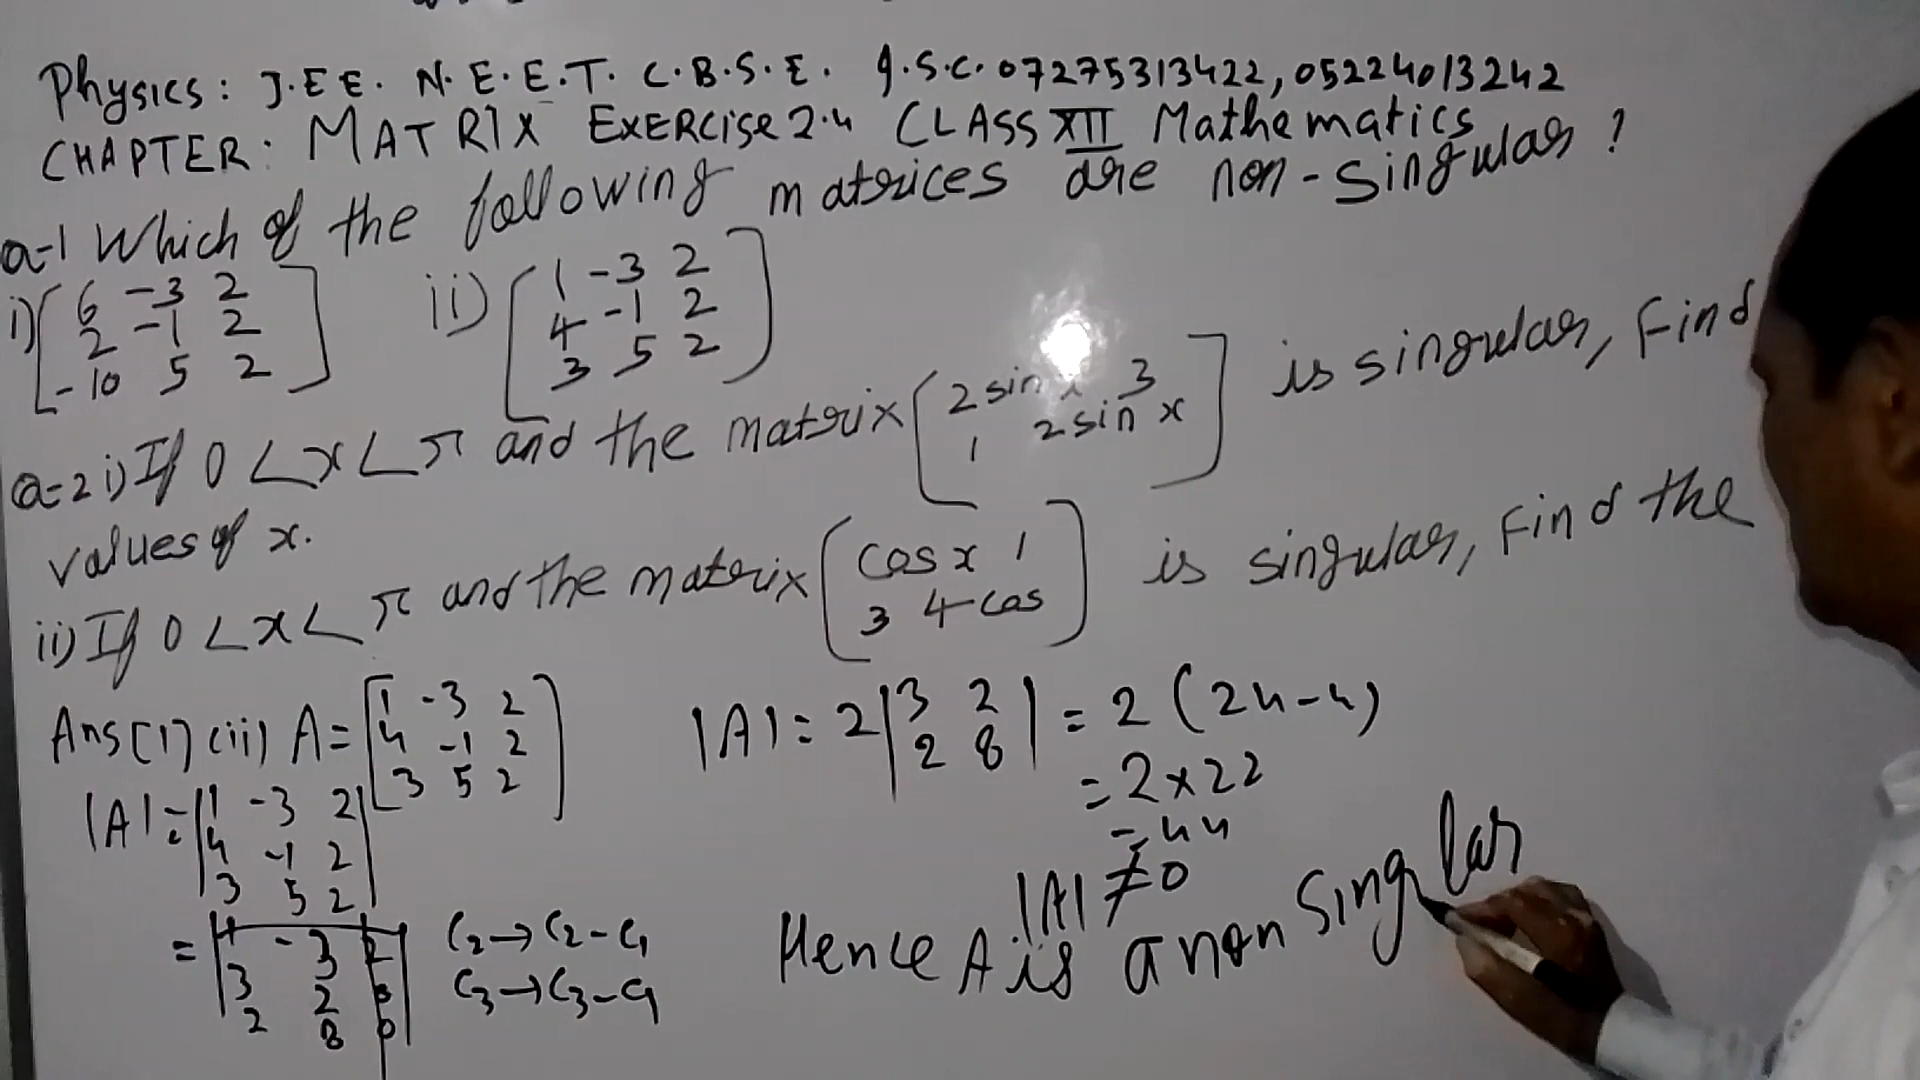 Physics: J.E.E. N.E.E.T. C.B.S.E. I.S.C. 07275313422, 05224013242
CHAPTER: MATRIX EXERCISE 2.4 CLASS XII Mathematics
Q-1 Which of the following matrices are non-singular?
i) [6 -3 2
2 -1 2
-10 5 2]
ii) [1 -3 2
4 -1 2
3 5 2]
Q-2 i) If 0 < x < π and the matrix [2 sin x 3
1 2 sin x] is singular, Find
values of x.
ii) If 0 < x < π and the matrix [cos x 1
3 4 cos] is singular, Find the
Ans (1) (ii) A = [1 -3 2
4 -1 2
3 5 2]
|A| = |1 -3 2
4 -1 2
3 5 2|
= |1 -3 2
3 2 0
2 8 0|
C2 → C2 - C1
C3 → C3 - C1
|A| = 2 |3 2
2 8| = 2 (24 - 4)
= 2 x 22
= 44
|A| ≠ 0
Hence A is a non singular